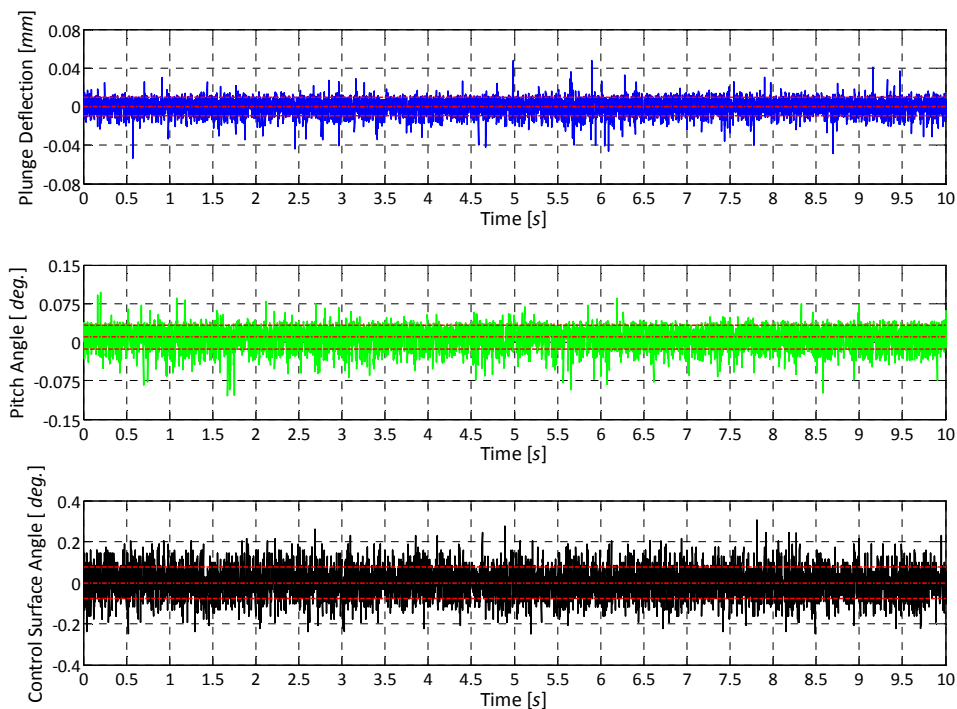 Plunge Deflection [mm]
0.08
0.04
0
-0.04
-0.08
0 0.5 1 1.5 2 2.5 3 3.5 4 4.5 5 5.5 6 6.5 7 7.5 8 8.5 9 9.5 10
Time [s]
Pitch Angle [ deg.]
0.15
0.075
0
-0.075
-0.15
0 0.5 1 1.5 2 2.5 3 3.5 4 4.5 5 5.5 6 6.5 7 7.5 8 8.5 9 9.5 10
Time [s]
Control Surface Angle [ deg.]
0.4
0.2
0
-0.2
-0.4
0 0.5 1 1.5 2 2.5 3 3.5 4 4.5 5 5.5 6 6.5 7 7.5 8 8.5 9 9.5 10
Time [s]